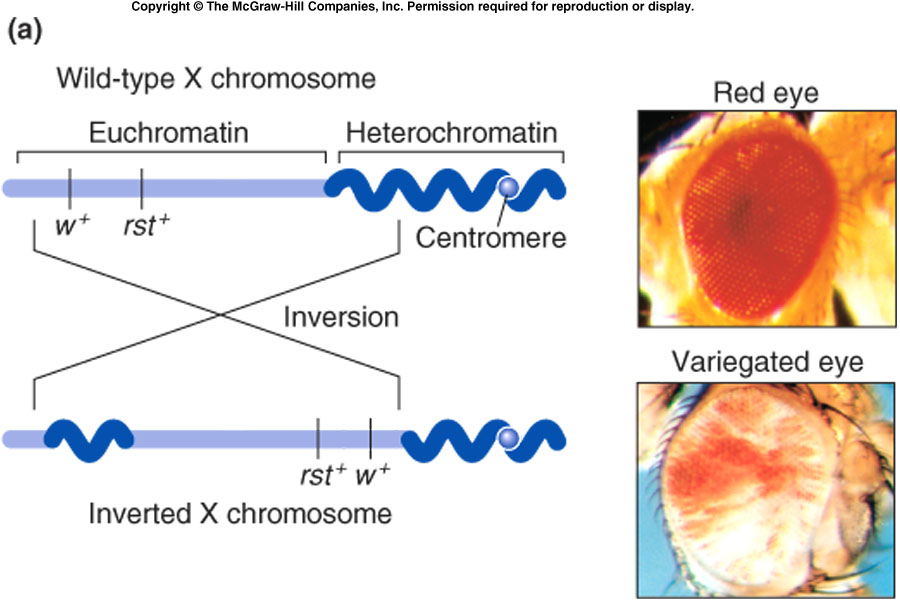 Copyright © The McGraw-Hill Companies, Inc. Permission required for reproduction or display.
(a)
Wild-type X chromosome
Euchromatin
Heterochromatin
w+
rst+
Centromere
Inversion
rst+
w+
Inverted X chromosome
Red eye
Variegated eye